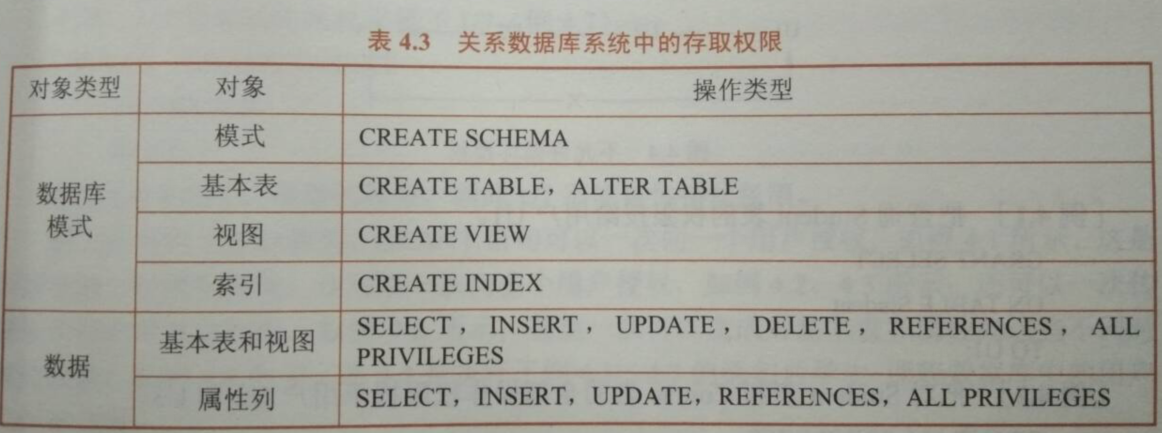 表 4.3 关系数据库系统中的存取权限
对象类型 对象 操作类型
数据库
模式
模式 CREATE SCHEMA
基本表 CREATE TABLE，ALTER TABLE
视图 CREATE VIEW
索引 CREATE INDEX
数据
基本表和视图 SELECT，INSERT，UPDATE，DELETE，REFERENCES，ALL
PRIVILEGES
属性列 SELECT，INSERT，UPDATE，REFERENCES，ALL PRIVILEGES